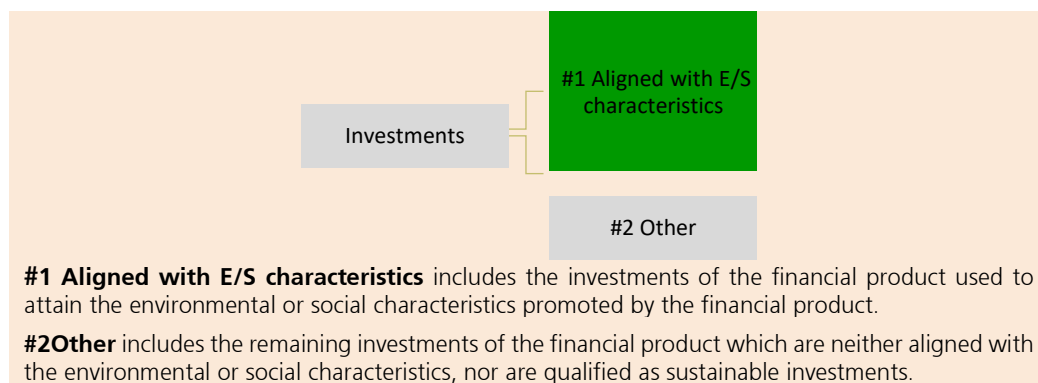 #1 Aligned with E/S
characteristics
Investments
#2 Other
#1 Aligned with E/S characteristics includes the investments of the financial product used to
attain the environmental or social characteristics promoted by the financial product.
#2Other includes the remaining investments of the financial product which are neither aligned with
the environmental or social characteristics, nor are qualified as sustainable investments.